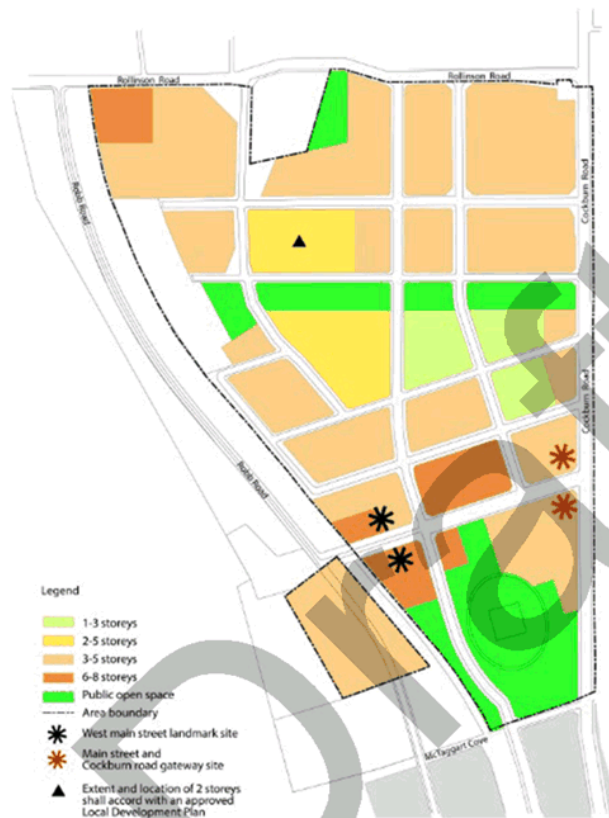 Rollinson Road
Rollinson Road
Robb Road
Cockburn Road
Cockburn Road
Robb Road
McTaggart Cove
Legend
1-3 storeys
2-5 storeys
3-5 storeys
6-8 storeys
Public open space
Area boundary
West main street landmark site
Main street and
Cockburn road gateway site
Extent and location of 2 storeys
shall accord with an approved
Local Development Plan
Draft